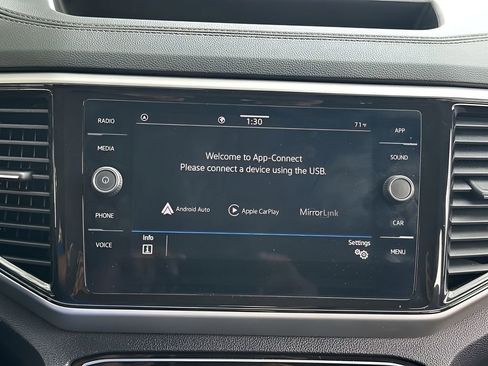 RADIO
1:30
71°F
APP
MEDIA
SOUND
Welcome to App-Connect
Please connect a device using the USB.
Android Auto
Apple CarPlay
MirrorLink
PHONE
CAR
VOICE
Info
Settings
MENU